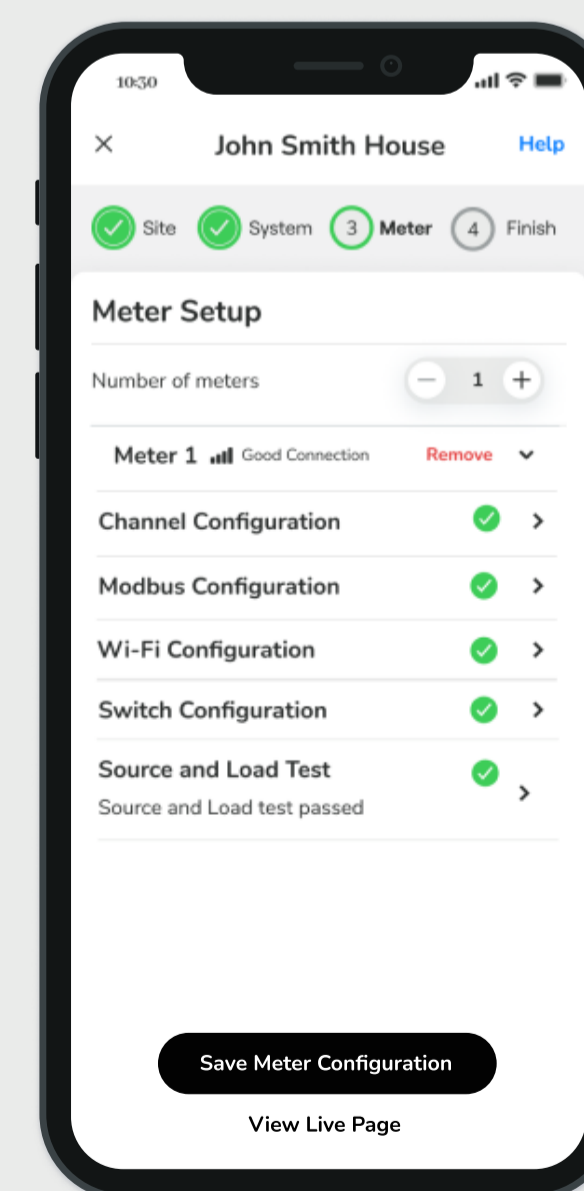 10:30
John Smith House Help
Site System 3 Meter 4 Finish
Meter Setup
Number of meters 1
Meter 1 Good Connection Remove
Channel Configuration
Modbus Configuration
Wi-Fi Configuration
Switch Configuration
Source and Load Test
Source and Load test passed
Save Meter Configuration
View Live Page